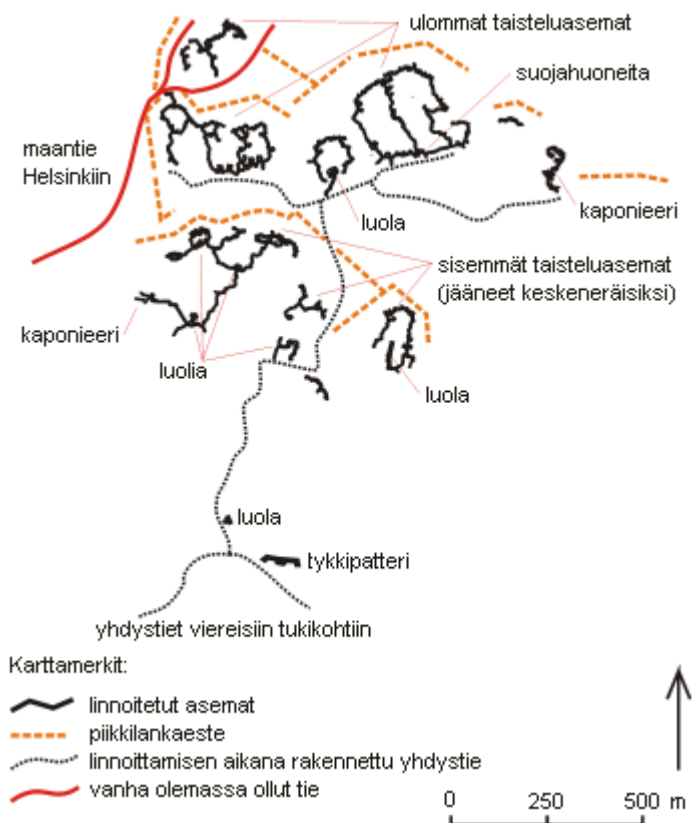 ulommat taisteluasemat
suojahuoneita
maantie
Helsinkiin
luola
kaponieeri
sisemmät taisteluasemat
(jääneet keskeneräisiksi)
kaponieeri
luolia
luola
luola
tykkipatteri
yhdystiet viereisiin tukikohtiin
Karttamerkit:
linnoitetut asemat
piikkilankaeste
linnoittamisen aikana rakennettu yhdystie
vanha olemassa ollut tie
0 250 500 m